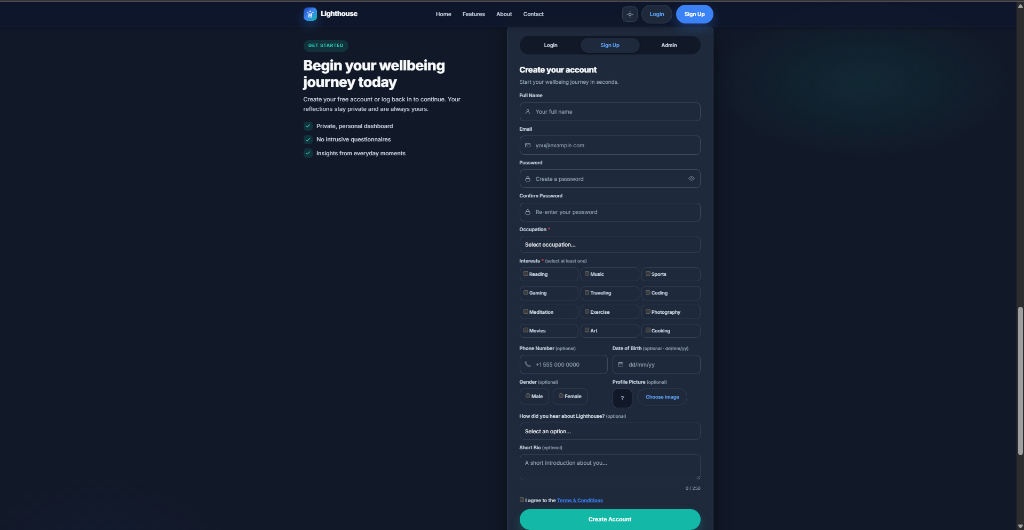 Lighthouse
Home Features About Contact
Login Sign Up
GET STARTED
Begin your wellbeing
journey today
Create your free account or log back in to continue. Your
reflections stay private and are always yours.
Private, personal dashboard
No intrusive questionnaires
Insights from everyday moments
Login Sign Up Admin
Create your account
Start your wellbeing journey in seconds.
Full Name
Your full name
Email
you@example.com
Password
Create a password
Confirm Password
Re-enter your password
Occupation *
Select occupation...
Interests * (select at least one)
Reading Music Sports
Gaming Traveling Coding
Meditation Exercise Photography
Movies Art Cooking
Phone Number (optional) Date of Birth (optional - dd/mm/yy)
+1 555 000 0000 dd/mm/yy
Gender (optional) Profile Picture (optional)
Male Female ? Choose image
How did you hear about Lighthouse? (optional)
Select an option...
Short Bio (optional)
A short introduction about you...
0 / 250
I agree to the Terms & Conditions
Create Account